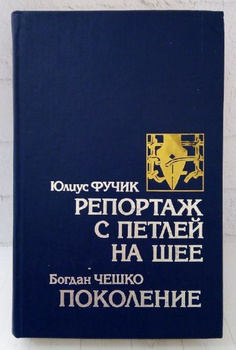 Юлиус ФУЧИК
РЕПОРТАЖ
С ПЕТЛЕЙ
НА ШЕЕ
Богдан ЧЕШКО
ПОКОЛЕНИЕ